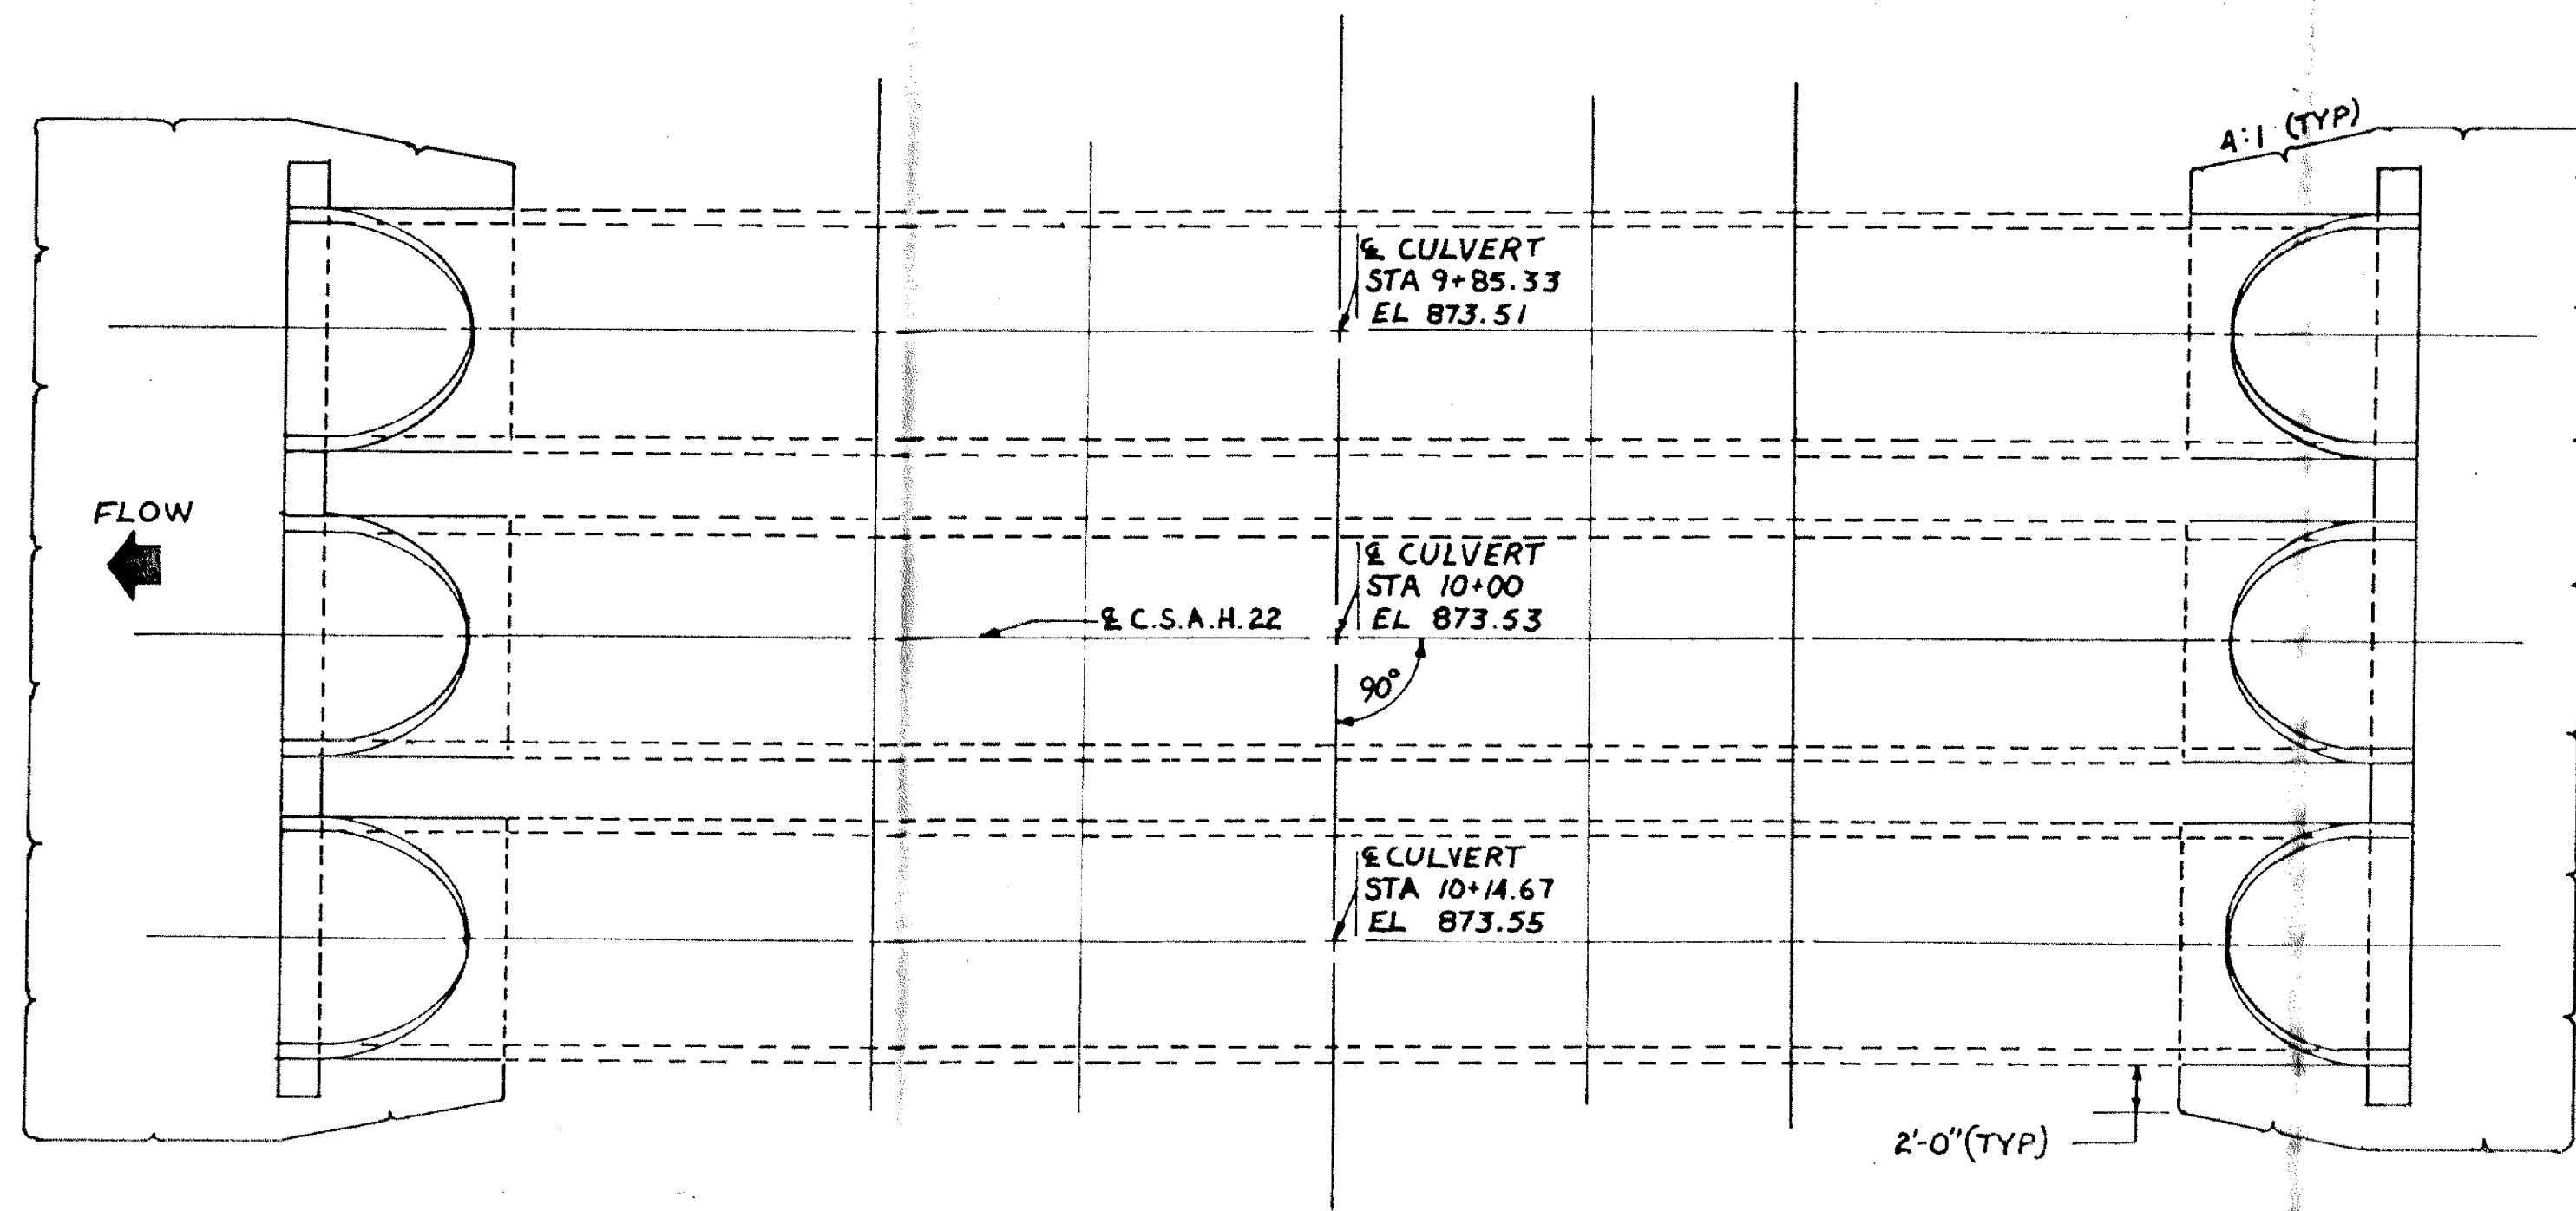 A:1 (TYP)
℄ CULVERT
STA 9+85.33
EL 873.51
FLOW
℄ CULVERT
STA 10+00
EL 873.53
℄ C.S.A.H.22
90°
℄ CULVERT
STA 10+14.67
EL 873.55
2'-0"(TYP)